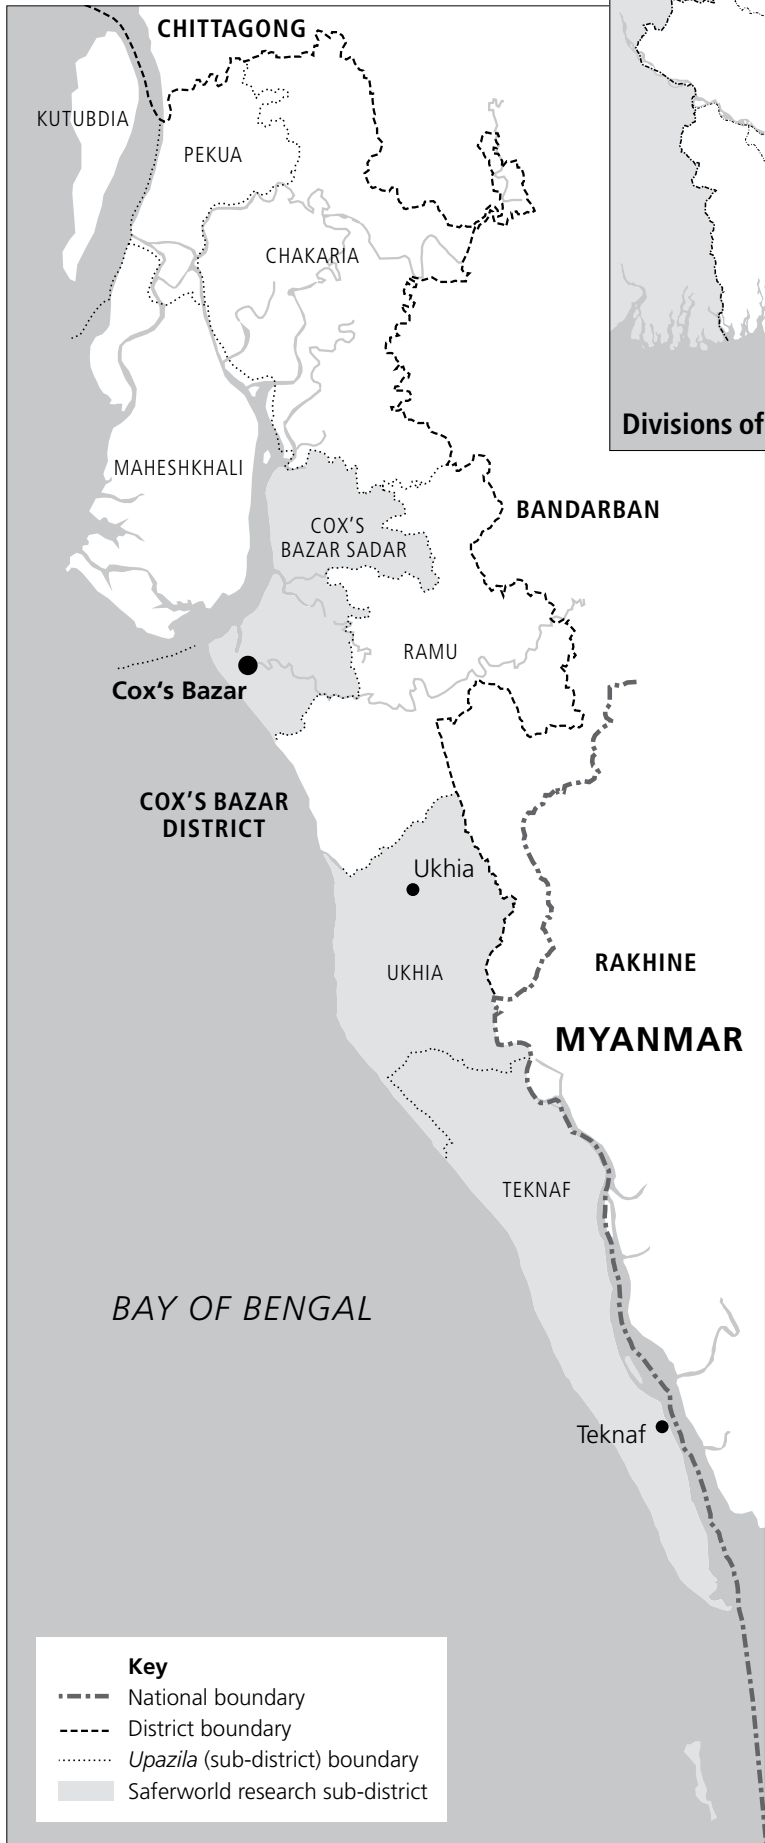 CHITTAGONG
KUTUBDIA
PEKUA
CHAKARIA
Divisions of
MAHESHKHALI
BANDARBAN
COX'S
BAZAR SADAR
RAMU
Cox's Bazar
COX'S BAZAR
DISTRICT
Ukhia
UKHIA
RAKHINE
MYANMAR
TEKNAF
BAY OF BENGAL
Teknaf
Key
National boundary
District boundary
Upazila (sub-district) boundary
Saferworld research sub-district